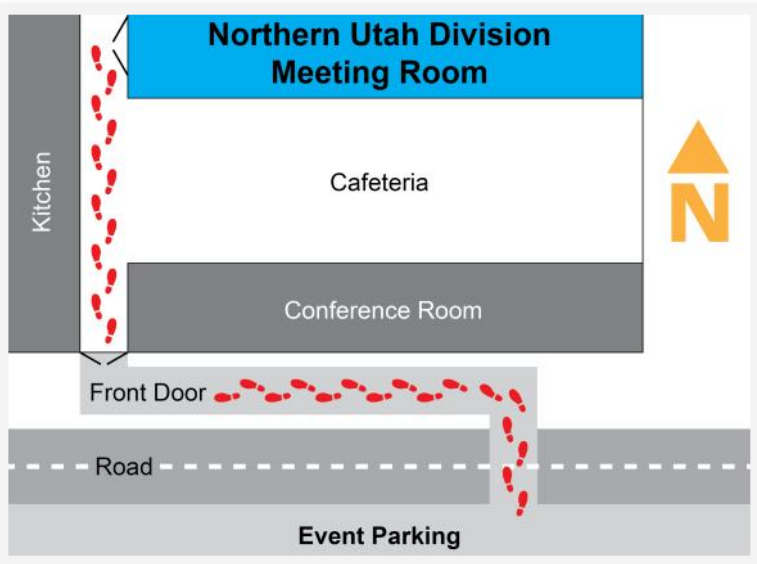 Northern Utah Division
Meeting Room
Kitchen
Cafeteria
N
Conference Room
Front Door
Road
Event Parking